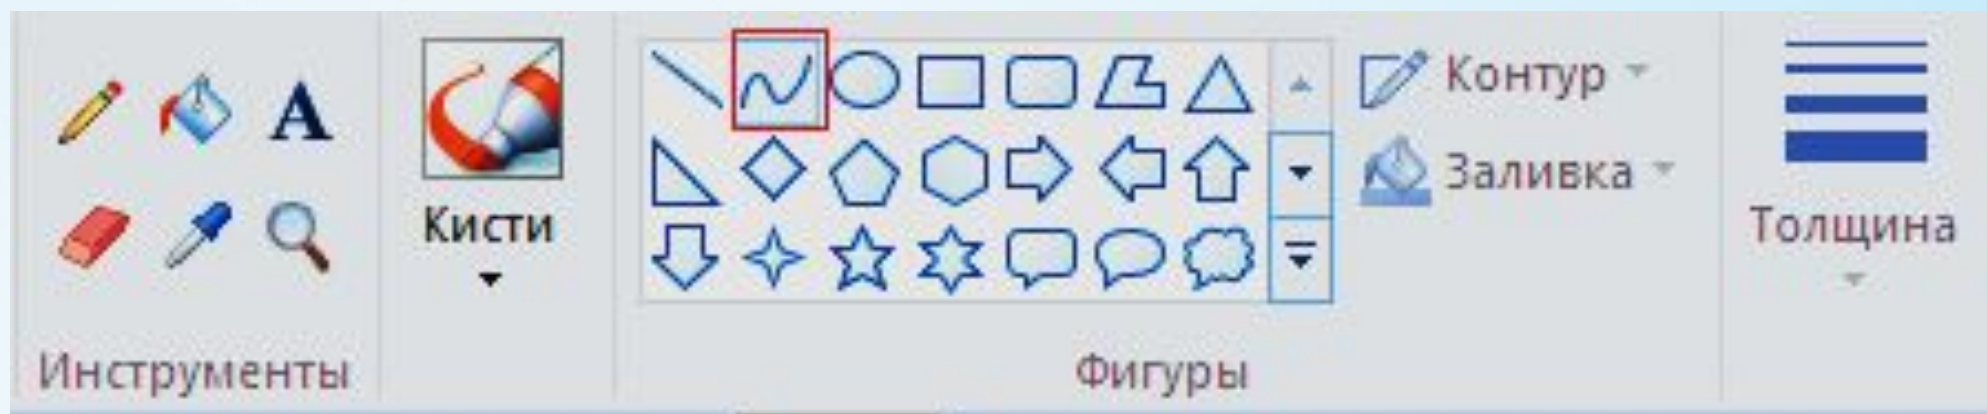 A
Кисти
Контур
Заливка
Толщина
Инструменты
Фигуры